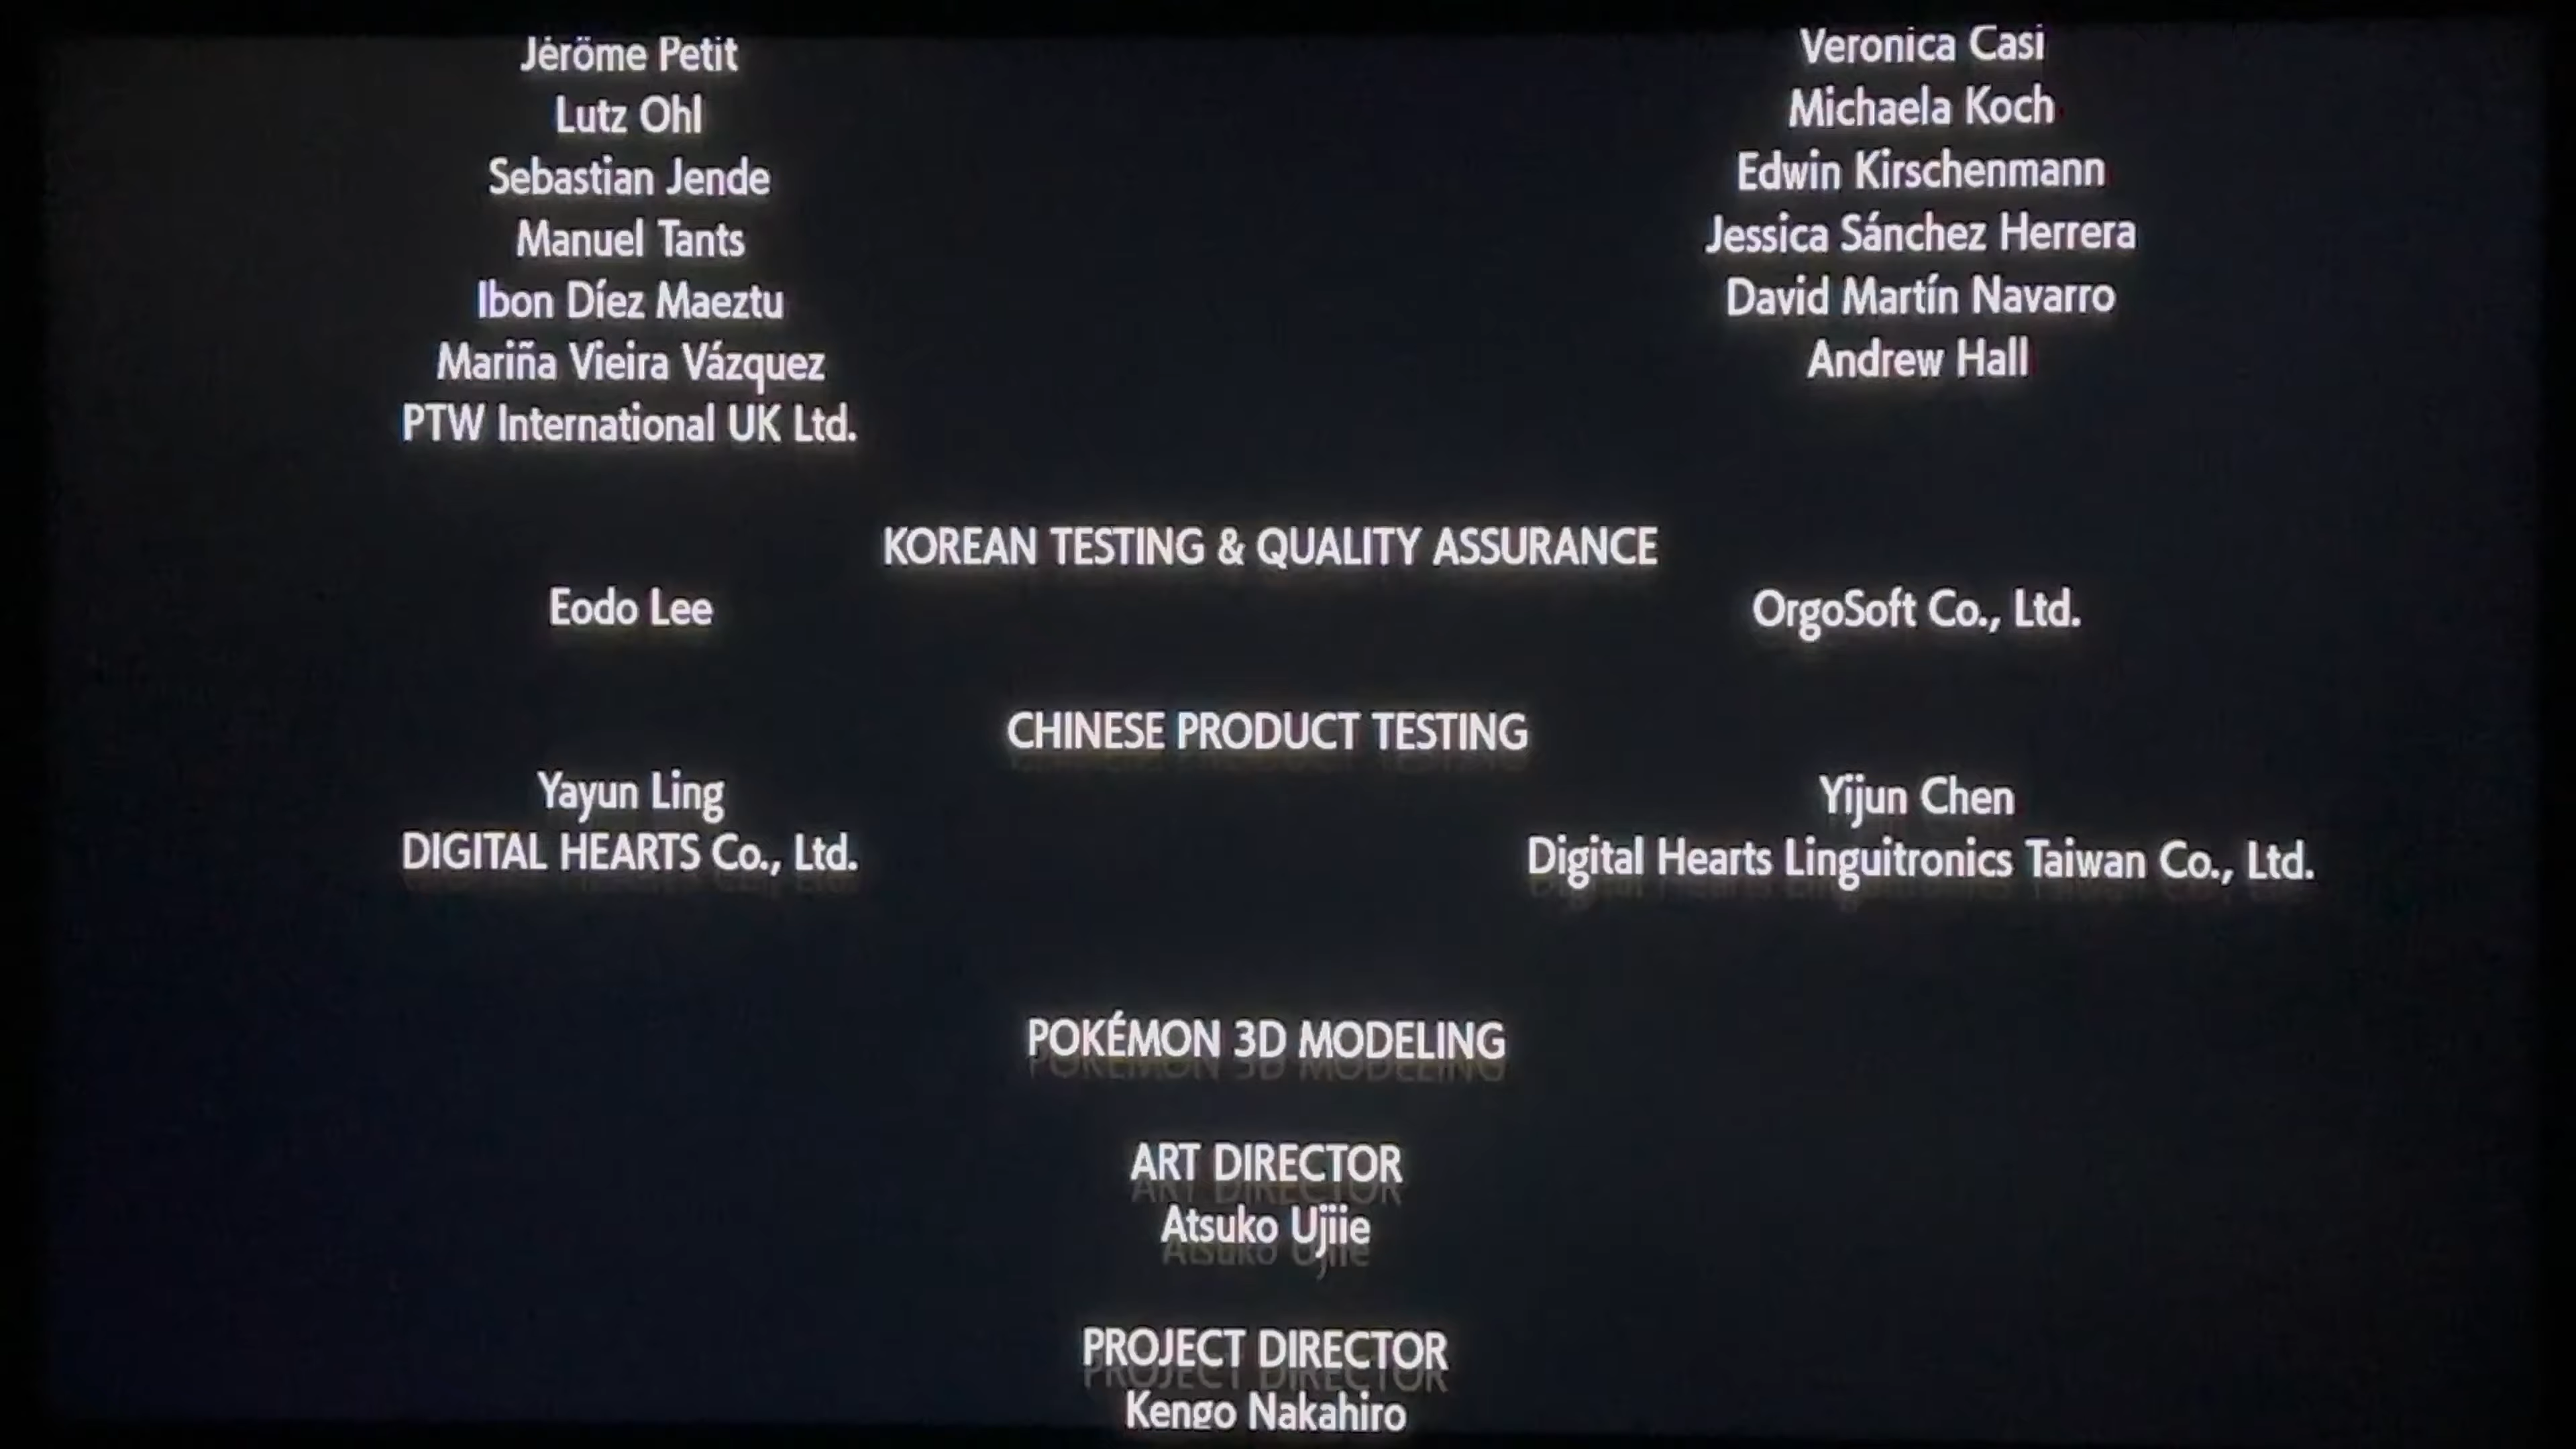 Jérôme Petit
Veronica Casi
Lutz Ohl
Michaela Koch
Sebastian Jende
Edwin Kirschenmann
Manuel Tants
Jessica Sánchez Herrera
Ibon Díez Maeztu
David Martín Navarro
Mariña Vieira Vázquez
Andrew Hall
PTW International UK Ltd.
KOREAN TESTING & QUALITY ASSURANCE
Eodo Lee
OrgoSoft Co., Ltd.
CHINESE PRODUCT TESTING
Yayun Ling
Yijun Chen
DIGITAL HEARTS Co., Ltd.
Digital Hearts Linguitronics Taiwan Co., Ltd.
POKÉMON 3D MODELING
ART DIRECTOR
Atsuko Ujiie
PROJECT DIRECTOR
Kengo Nakahiro